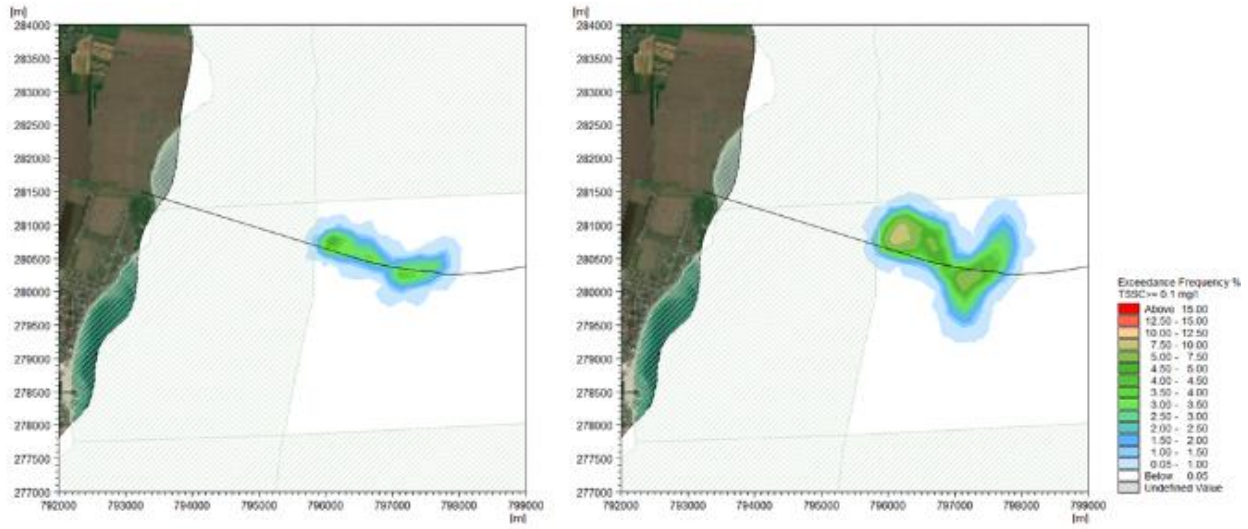 [m]
284000
283500
283000
282500
282000
281500
281000
280500
280000
279500
279000
278500
278000
277500
277000
792000 793000 794000 795000 796000 797000 798000 799000
[m]
[m]
284000
283500
283000
282500
282000
281500
281000
280500
280000
279500
279000
278500
278000
277500
277000
792000 793000 794000 795000 796000 797000 798000 799000
[m]
Exceedance Frequency %
TSSC>= 0.1 mg/l
Above 15.00
12.50 - 15.00
10.00 - 12.50
7.50 - 10.00
5.00 - 7.50
4.50 - 5.00
4.00 - 4.50
3.50 - 4.00
3.00 - 3.50
2.50 - 3.00
2.00 - 2.50
1.50 - 2.00
1.00 - 1.50
0.05 - 1.00
Below 0.05
Undefined Value